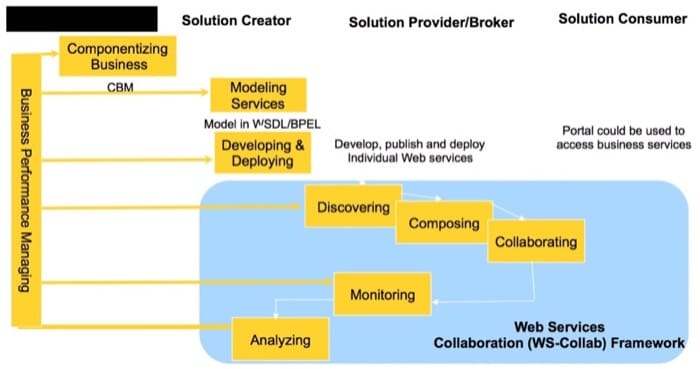 Solution Creator
Solution Provider/Broker
Solution Consumer
Componentizing
Business
CBM
Modeling
Services
Model in WSDL/BPEL
Developing &
Deploying
Develop, publish and deploy
Individual Web services
Portal could be used to
access business services
Business Performance Managing
Discovering
Composing
Collaborating
Monitoring
Analyzing
Web Services
Collaboration (WS-Collab) Framework